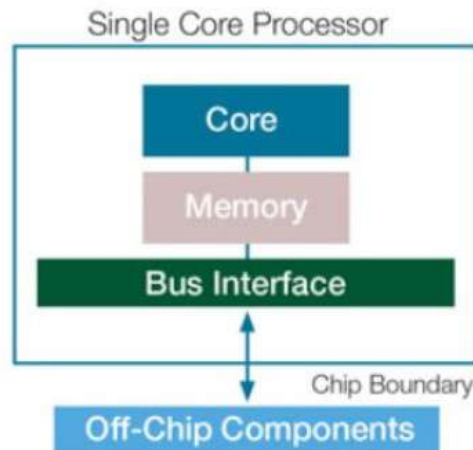 Single Core Processor
Core
Memory
Bus Interface
Chip Boundary
Off-Chip Components